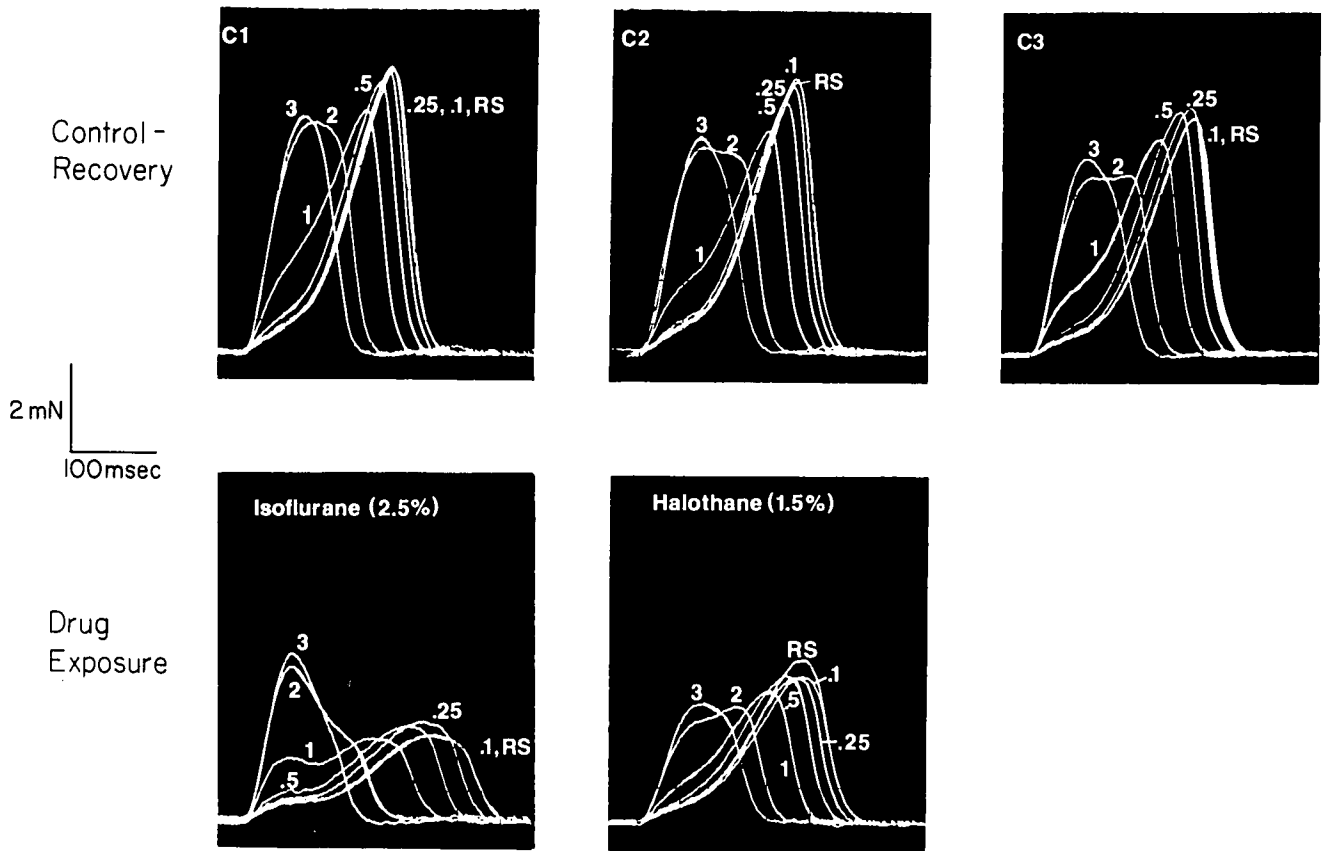 Control -
Recovery
C1
3
2
.5
.25, .1, RS
1
C2
.1
RS
.25
.5
3
2
1
C3
.25
.5
.1, RS
3
2
1
2 mN
100 msec
Drug
Exposure
Isoflurane (2.5%)
3
2
.25
1
.1, RS
.5
Halothane (1.5%)
RS
.1
3
2
.5
.25
1